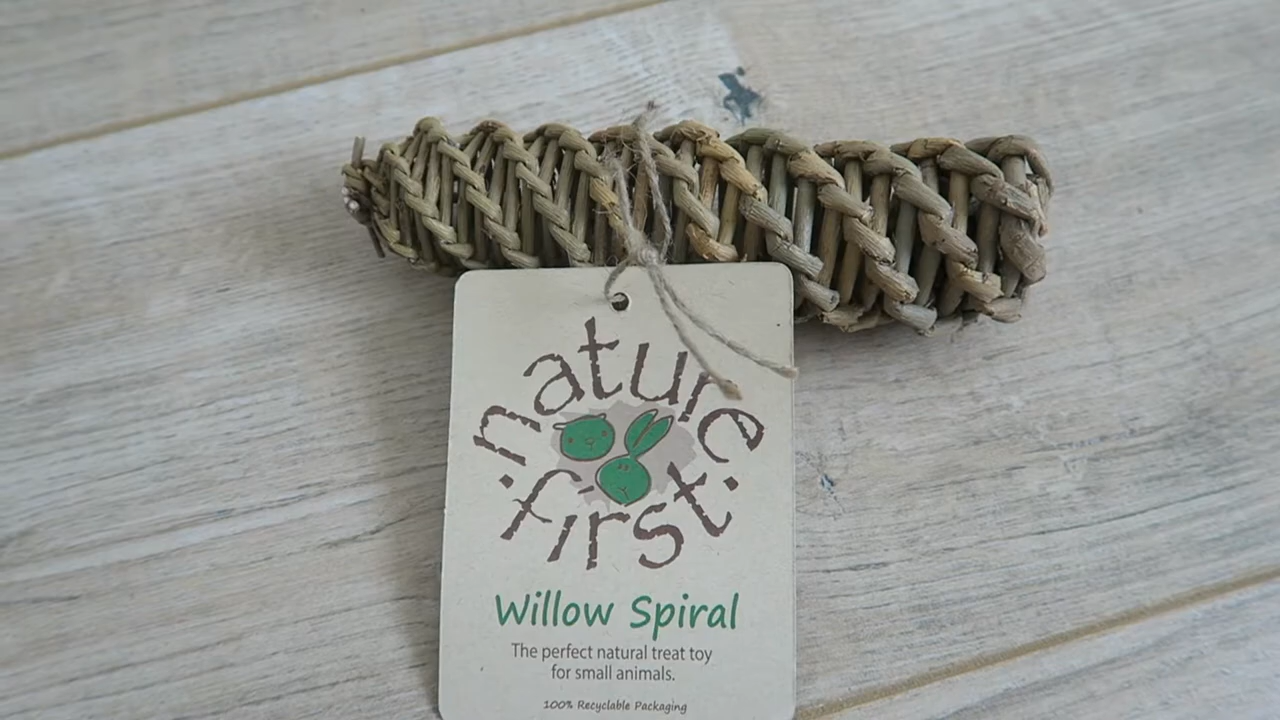 nature
first
Willow Spiral
The perfect natural treat toy
for small animals.
100% Recyclable Packaging